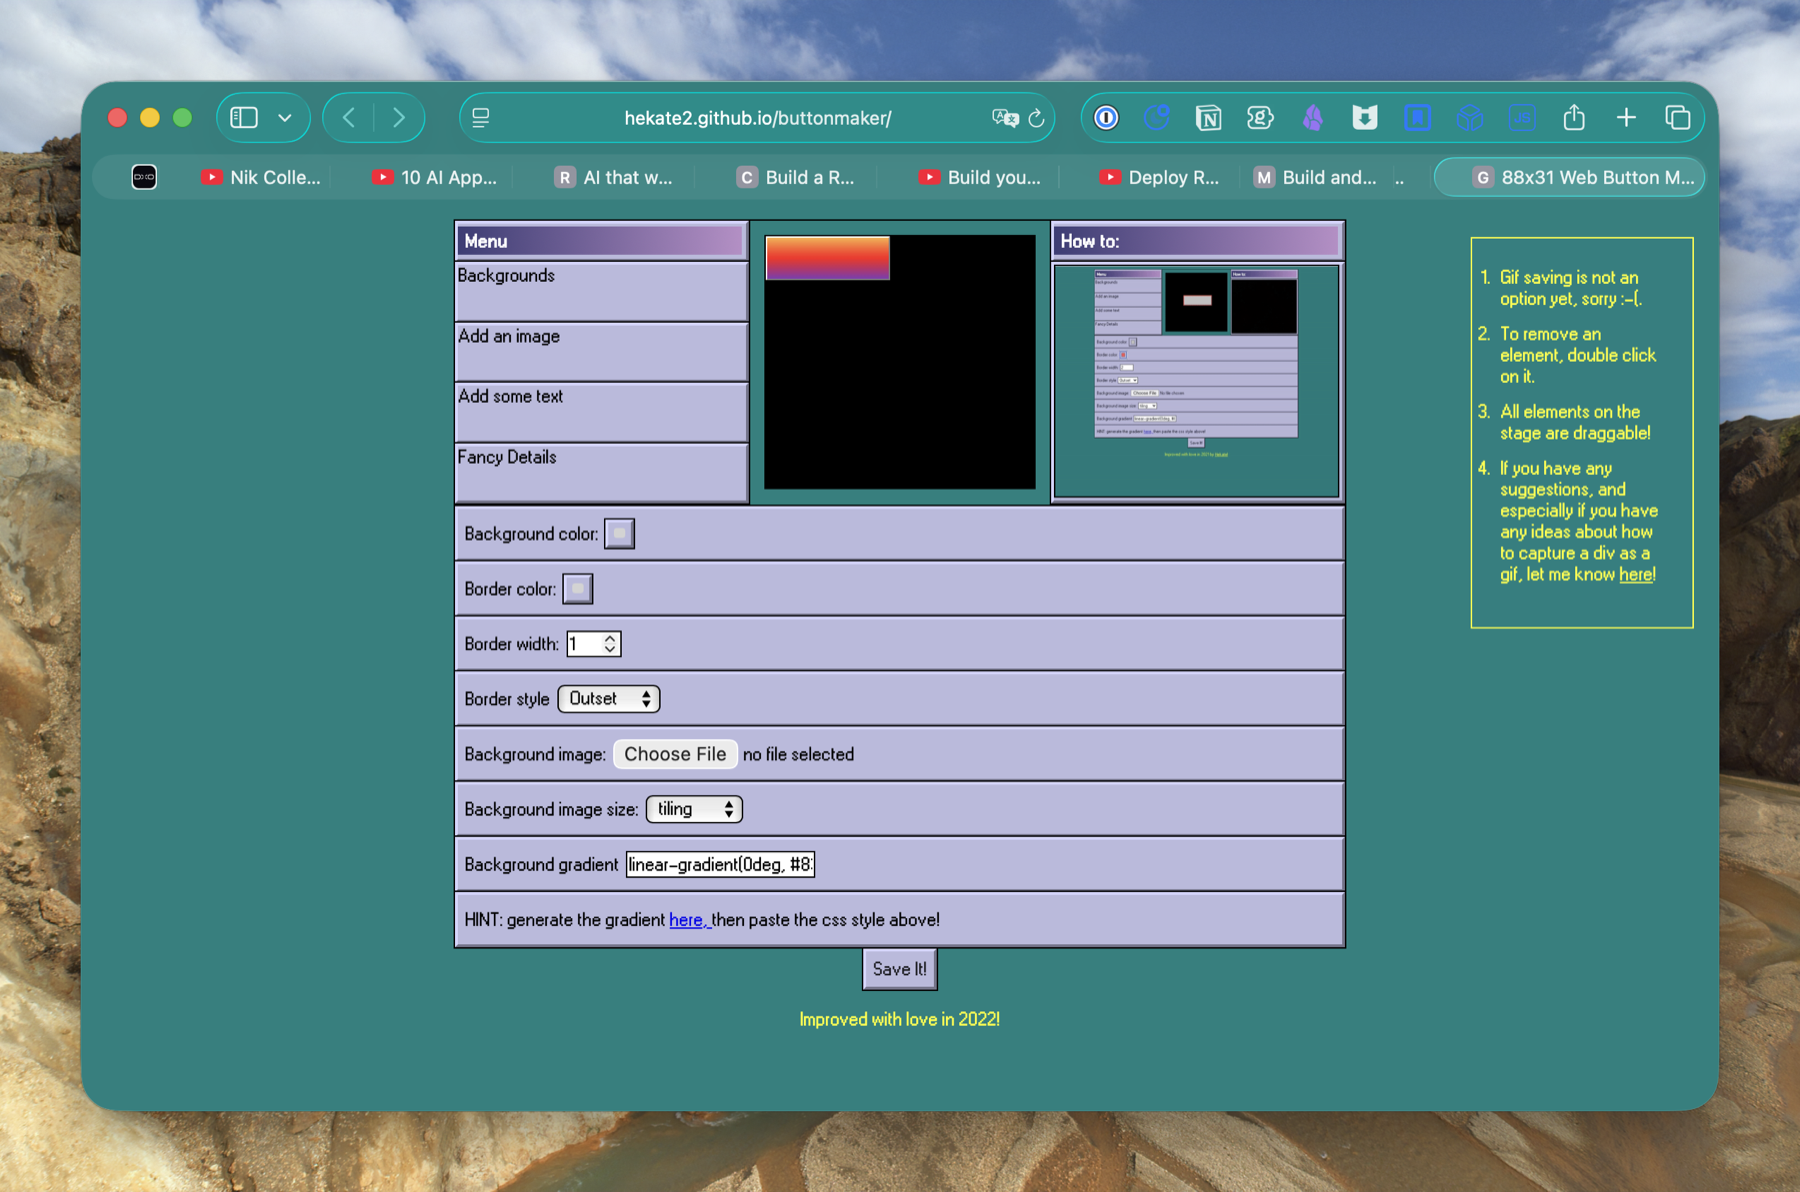 hekate2.github.io/buttonmaker/
Nik Colle...
10 AI App...
R AI that w...
C Build a R...
Build you...
Deploy R...
M Build and...
..
G 88x31 Web Button M...
Menu
Backgrounds
Add an image
Add some text
Fancy Details
How to:
Background color:
Border color:
Border width: 1
Border style Outset
Background image: Choose File no file selected
Background image size: tiling
Background gradient linear-gradient(0deg, #8
HINT: generate the gradient here, then paste the css style above!
Save It!
Improved with love in 2022!
1. Gif saving is not an
option yet, sorry :-(.
2. To remove an
element, double click
on it.
3. All elements on the
stage are draggable!
4. If you have any
suggestions, and
especially if you have
any ideas about how
to capture a div as a
gif, let me know here!